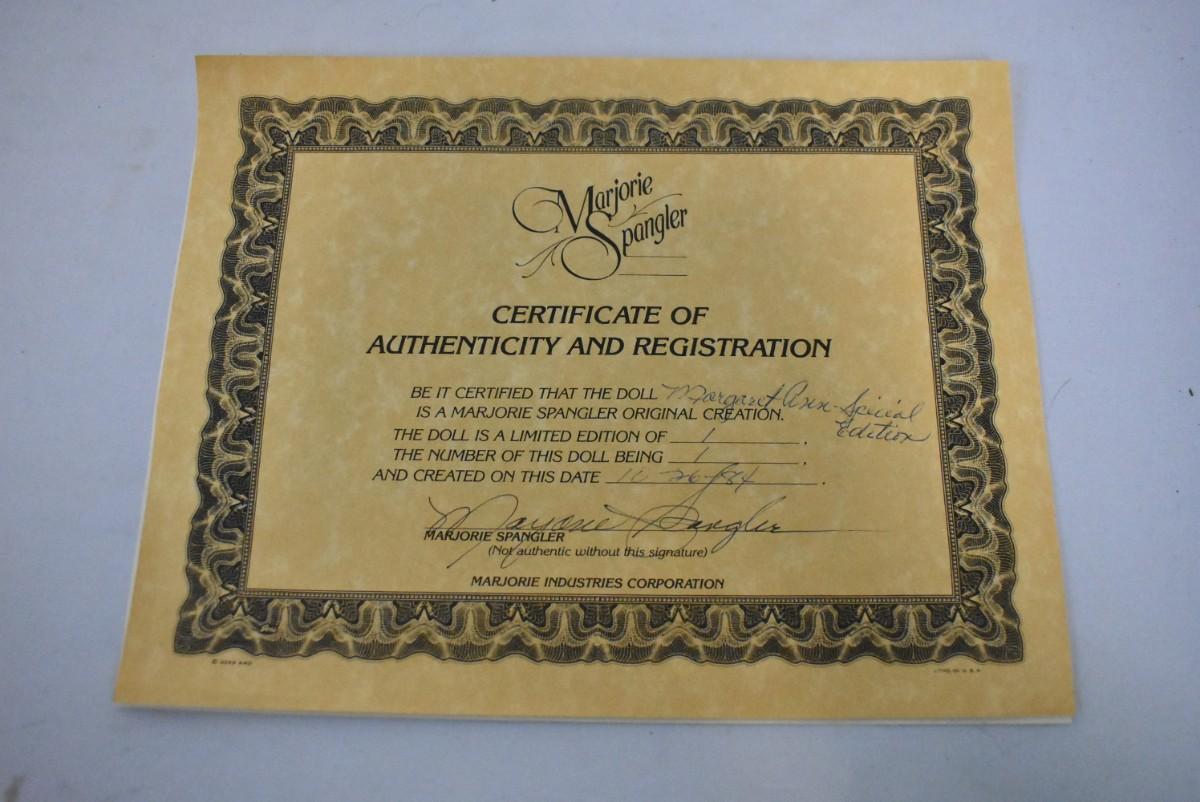 Marjorie
Spangler
CERTIFICATE OF
AUTHENTICITY AND REGISTRATION
BE IT CERTIFIED THAT THE DOLL Margaret Ann - Special
Edition
IS A MARJORIE SPANGLER ORIGINAL CREATION.
THE DOLL IS A LIMITED EDITION OF 1 .
THE NUMBER OF THIS DOLL BEING 1 .
AND CREATED ON THIS DATE 26-84 .
Marjorie Spangler
MARJORIE SPANGLER
(Not authentic without this signature)
MARJORIE INDUSTRIES CORPORATION
LITHO IN U.S.A.